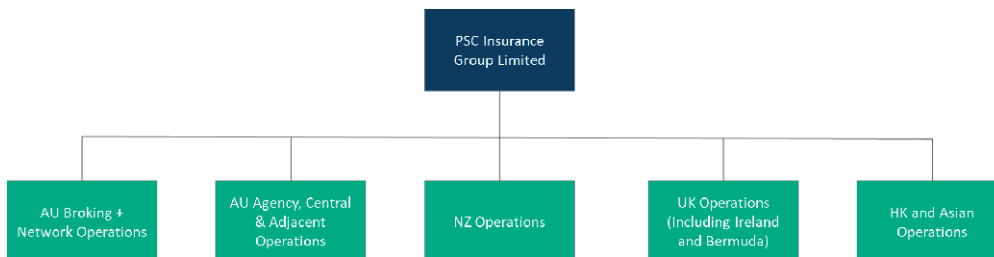 PSC Insurance
Group Limited
AU Broking +
Network Operations
AU Agency, Central
& Adjacent
Operations
NZ Operations
UK Operations
(Including Ireland
and Bermuda)
HK and Asian
Operations